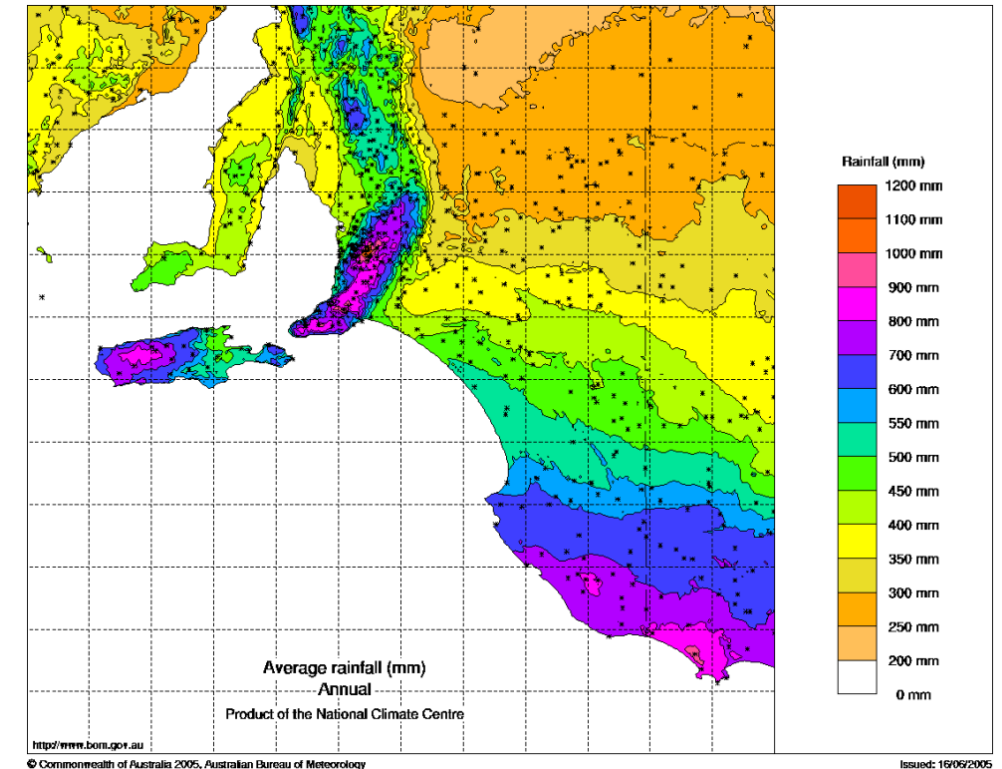 Rainfall (mm)
1200 mm
1100 mm
1000 mm
900 mm
800 mm
700 mm
600 mm
550 mm
500 mm
450 mm
400 mm
350 mm
300 mm
250 mm
200 mm
0 mm
Average rainfall (mm)
Annual
Product of the National Climate Centre
http://www.bom.gov.au
© Commonwealth of Australia 2005, Australian Bureau of Meteorology
Issued: 16/06/2005